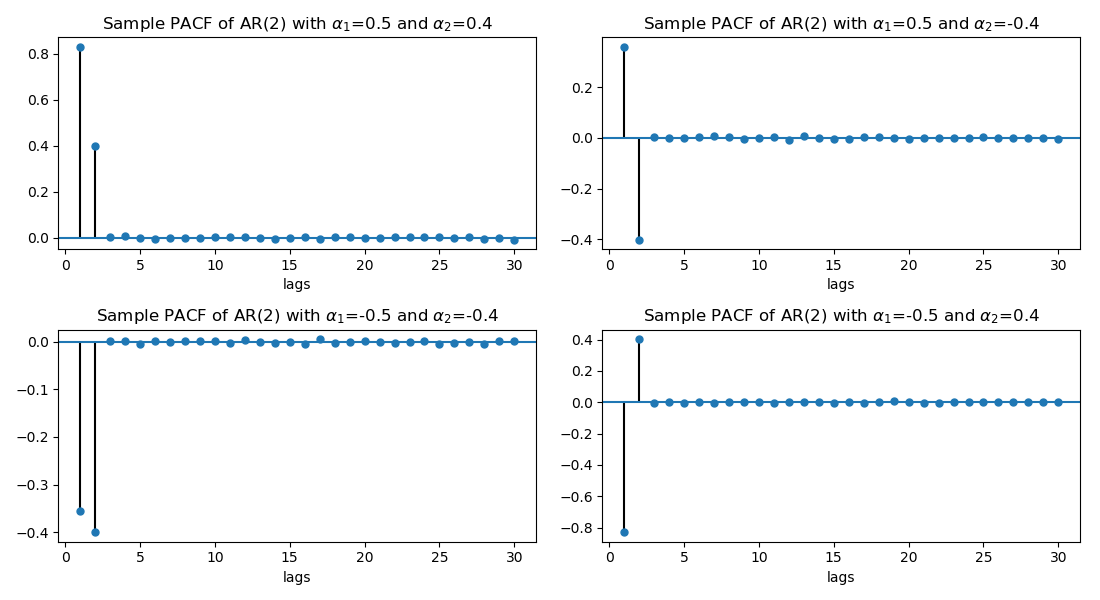 Sample PACF of AR(2) with α₁=0.5 and α₂=0.4
0.8
0.6
0.4
0.2
0.0
0 5 10 15 20 25 30
lags
Sample PACF of AR(2) with α₁=0.5 and α₂=-0.4
0.2
0.0
−0.2
−0.4
0 5 10 15 20 25 30
lags
Sample PACF of AR(2) with α₁=-0.5 and α₂=-0.4
0.0
−0.1
−0.2
−0.3
−0.4
0 5 10 15 20 25 30
lags
Sample PACF of AR(2) with α₁=-0.5 and α₂=0.4
0.4
0.2
0.0
−0.2
−0.4
−0.6
−0.8
0 5 10 15 20 25 30
lags